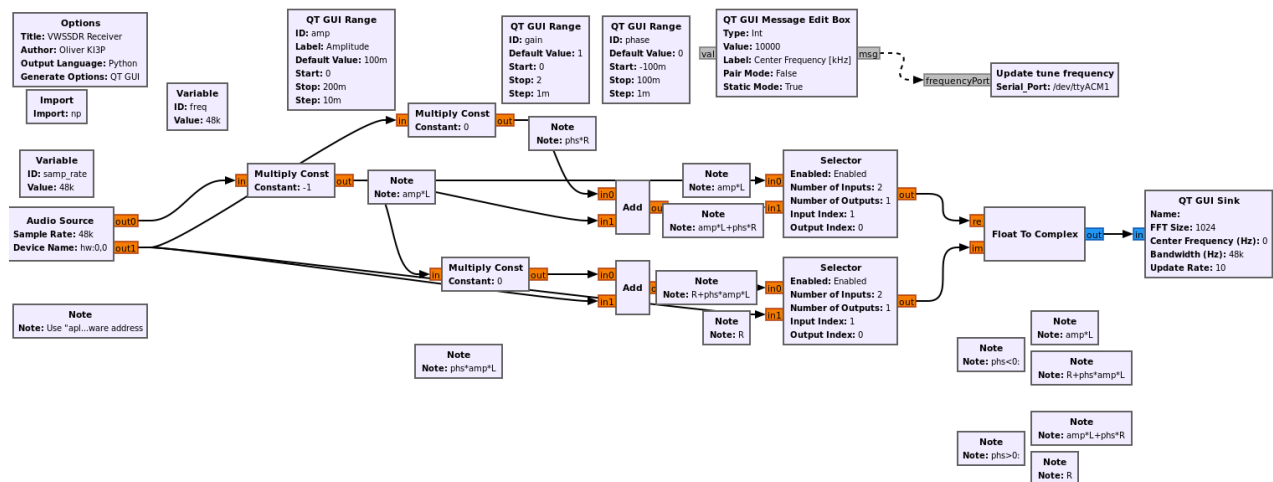 Options
Title: VWSSDR Receiver
Author: Oliver KI3P
Output Language: Python
Generate Options: QT GUI
Import
Import: np
Variable
ID: freq
Value: 48k
QT GUI Range
ID: amp
Label: Amplitude
Default Value: 100m
Start: 0
Stop: 200m
Step: 10m
QT GUI Range
ID: gain
Default Value: 1
Start: 0
Stop: 2
Step: 1m
QT GUI Range
ID: phase
Default Value: 0
Start: -100m
Stop: 100m
Step: 1m
QT GUI Message Edit Box
Type: Int
Value: 10000
Label: Center Frequency [kHz]
Pair Mode: False
Static Mode: True
val
msg
frequencyPort
Update tune frequency
Serial_Port: /dev/ttyACM1
Variable
ID: samp_rate
Value: 48k
Audio Source
Sample Rate: 48k
Device Name: hw:0,0
out0
out1
in
Multiply Const
Constant: -1
out
in
Multiply Const
Constant: 0
out
Note
Note: phs*R
Note
Note: amp*L
in
Multiply Const
Constant: 0
out
in0
in1
Add
out
Note
Note: amp*L
Note
Note: amp*L+phs*R
in0
in1
Selector
Enabled: Enabled
Number of Inputs: 2
Number of Outputs: 1
Input Index: 1
Output Index: 0
out
in0
in1
Add
Note
Note: R+phs*amp*L
Note
Note: R
in0
in1
Selector
Enabled: Enabled
Number of Inputs: 2
Number of Outputs: 1
Input Index: 1
Output Index: 0
out
re
im
Float To Complex
out
in
QT GUI Sink
Name:
FFT Size: 1024
Center Frequency (Hz): 0
Bandwidth (Hz): 48k
Update Rate: 10
Note
Note: Use "apl...ware address
Note
Note: phs*amp*L
Note
Note: phs<0:
Note
Note: amp*L
Note
Note: R+phs*amp*L
Note
Note: phs>0:
Note
Note: amp*L+phs*R
Note
Note: R